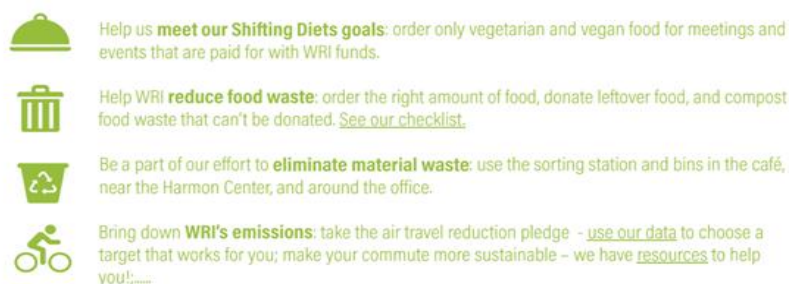 Help us meet our Shifting Diets goals: order only vegetarian and vegan food for meetings and
events that are paid for with WRI funds.
Help WRI reduce food waste: order the right amount of food, donate leftover food, and compost
food waste that can't be donated. See our checklist.
Be a part of our effort to eliminate material waste: use the sorting station and bins in the café,
near the Harmon Center, and around the office.
Bring down WRI's emissions: take the air travel reduction pledge - use our data to choose a
target that works for you; make your commute more sustainable – we have resources to help
you!;.....